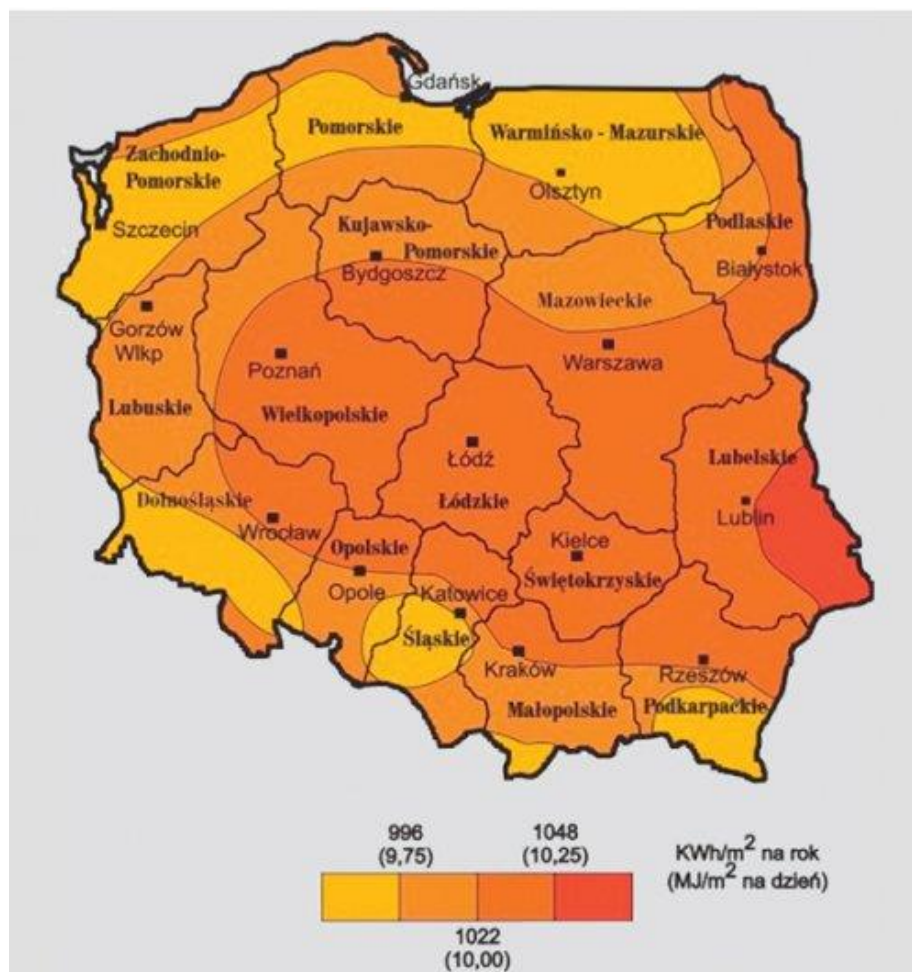 Gdańsk
Pomorskie
Warmińsko - Mazurskie
Zachodnio-
Pomorskie
Olsztyn
Szczecin
Kujawsko-
Pomorskie
Podlaskie
Bydgoszcz
Białystok
Mazowieckie
Gorzów
Wlkp
Warszawa
Poznań
Lubuskie
Wielkopolskie
Łódź
Lubelskie
Dolnośląskie
Łódzkie
Lublin
Wrocław
Opolskie
Kielce
Świętokrzyskie
Opole
Katowice
Śląskie
Kraków
Rzeszów
Małopolskie
Podkarpackie
996
(9,75)
1048
(10,25)
KWh/m² na rok
(MJ/m² na dzień)
1022
(10,00)